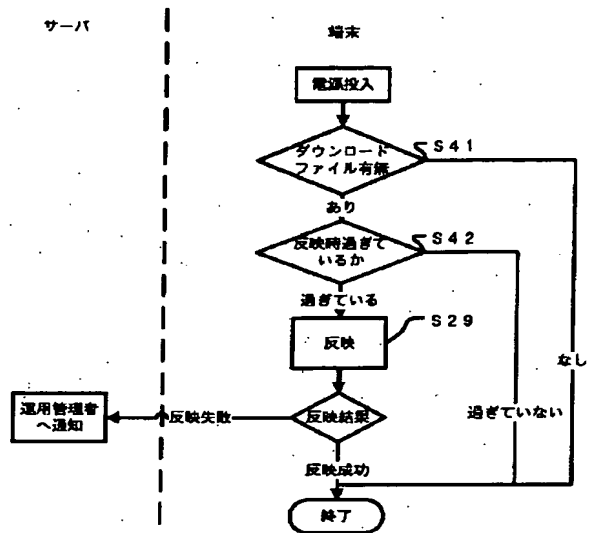 サーバ
端末
電源投入
ダウンロード
ファイル有無
S41
あり
反映時過ぎて
いるか
S42
過ぎている
反映
S29
なし
過ぎていない
運用管理者
へ通知
反映失敗
反映結果
反映成功
終了